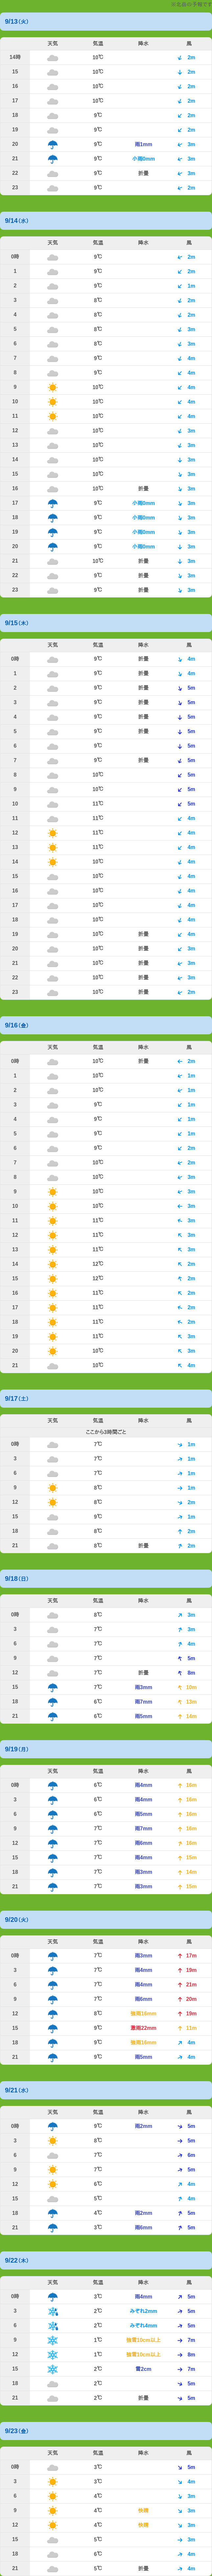 9/13(火)
天気 気温 降水 風
14時 10℃ 2m
15 10℃ 2m
16 10℃ 2m
17 10℃ 2m
18 9℃ 2m
19 9℃ 2m
20 9℃ 雨1mm 3m
21 9℃ 小雨0mm 3m
22 9℃ 折曇 3m
23 9℃ 2m
9/14(水)
天気 気温 降水 風
0時 9℃ 2m
1 9℃ 2m
2 9℃ 1m
3 8℃ 2m
4 8℃ 2m
5 8℃ 3m
6 8℃ 3m
7 9℃ 4m
8 9℃ 4m
9 10℃ 4m
10 10℃ 4m
11 10℃ 4m
12 10℃ 3m
13 10℃ 3m
14 10℃ 3m
15 10℃ 3m
16 10℃ 折曇 3m
17 9℃ 小雨0mm 3m
18 9℃ 小雨0mm 3m
19 9℃ 小雨0mm 3m
20 9℃ 小雨0mm 3m
21 10℃ 折曇 3m
22 9℃ 折曇 3m
23 9℃ 折曇 3m
9/15(木)
天気 気温 降水 風
0時 9℃ 折曇 4m
1 9℃ 折曇 4m
2 9℃ 折曇 5m
3 9℃ 折曇 5m
4 9℃ 折曇 5m
5 9℃ 折曇 5m
6 9℃ 5m
7 9℃ 折曇 5m
8 10℃ 5m
9 10℃ 5m
10 11℃ 5m
11 11℃ 4m
12 11℃ 4m
13 11℃ 4m
14 10℃ 4m
15 10℃ 4m
16 10℃ 4m
17 10℃ 4m
18 10℃ 4m
19 10℃ 折曇 4m
20 10℃ 折曇 3m
21 10℃ 折曇 3m
22 10℃ 折曇 3m
23 10℃ 折曇 2m
9/16(金)
天気 気温 降水 風
0時 10℃ 折曇 2m
1 10℃ 1m
2 10℃ 1m
3 9℃ 1m
4 9℃ 1m
5 9℃ 1m
6 9℃ 2m
7 10℃ 2m
8 10℃ 3m
9 10℃ 3m
10 10℃ 3m
11 11℃ 3m
12 11℃ 3m
13 11℃ 3m
14 12℃ 2m
15 12℃ 2m
16 11℃ 2m
17 11℃ 2m
18 11℃ 2m
19 11℃ 3m
20 10℃ 3m
21 10℃ 4m
9/17(土)
天気 気温 降水 風
ここから3時間ごと
0時 7℃ 1m
3 7℃ 1m
6 7℃ 1m
9 8℃ 1m
12 8℃ 2m
15 9℃ 1m
18 8℃ 2m
21 8℃ 折曇 2m
9/18(日)
天気 気温 降水 風
0時 8℃ 3m
3 7℃ 3m
6 7℃ 4m
9 7℃ 5m
12 7℃ 折曇 8m
15 7℃ 雨3mm 10m
18 6℃ 雨7mm 13m
21 6℃ 雨5mm 14m
9/19(月)
天気 気温 降水 風
0時 6℃ 雨4mm 16m
3 6℃ 雨4mm 16m
6 6℃ 雨5mm 16m
9 6℃ 雨7mm 16m
12 6℃ 雨6mm 16m
15 7℃ 雨4mm 15m
18 7℃ 雨3mm 14m
21 7℃ 雨3mm 15m
9/20(火)
天気 気温 降水 風
0時 7℃ 雨3mm 17m
3 7℃ 雨4mm 19m
6 7℃ 雨4mm 21m
9 7℃ 雨6mm 20m
12 8℃ 強雨16mm 19m
15 9℃ 激雨22mm 11m
18 9℃ 強雨16mm 4m
21 9℃ 雨5mm 4m
9/21(水)
天気 気温 降水 風
0時 9℃ 雨2mm 5m
3 8℃ 5m
6 7℃ 6m
9 7℃ 5m
12 6℃ 4m
15 5℃ 4m
18 4℃ 雨2mm 5m
21 3℃ 雨6mm 5m
9/22(木)
天気 気温 降水 風
0時 3℃ 雨4mm 5m
3 2℃ みぞれ2mm 5m
6 2℃ みぞれ4mm 5m
9 1℃ 強雪10cm以上 7m
12 1℃ 強雪10cm以上 8m
15 2℃ 雪2cm 7m
18 2℃ 5m
21 2℃ 折曇 5m
9/23(金)
天気 気温 降水 風
0時 3℃ 5m
3 3℃ 4m
6 4℃ 3m
9 4℃ 快晴 3m
12 4℃ 快晴 3m
15 5℃ 3m
18 6℃ 4m
21 5℃ 折曇 4m